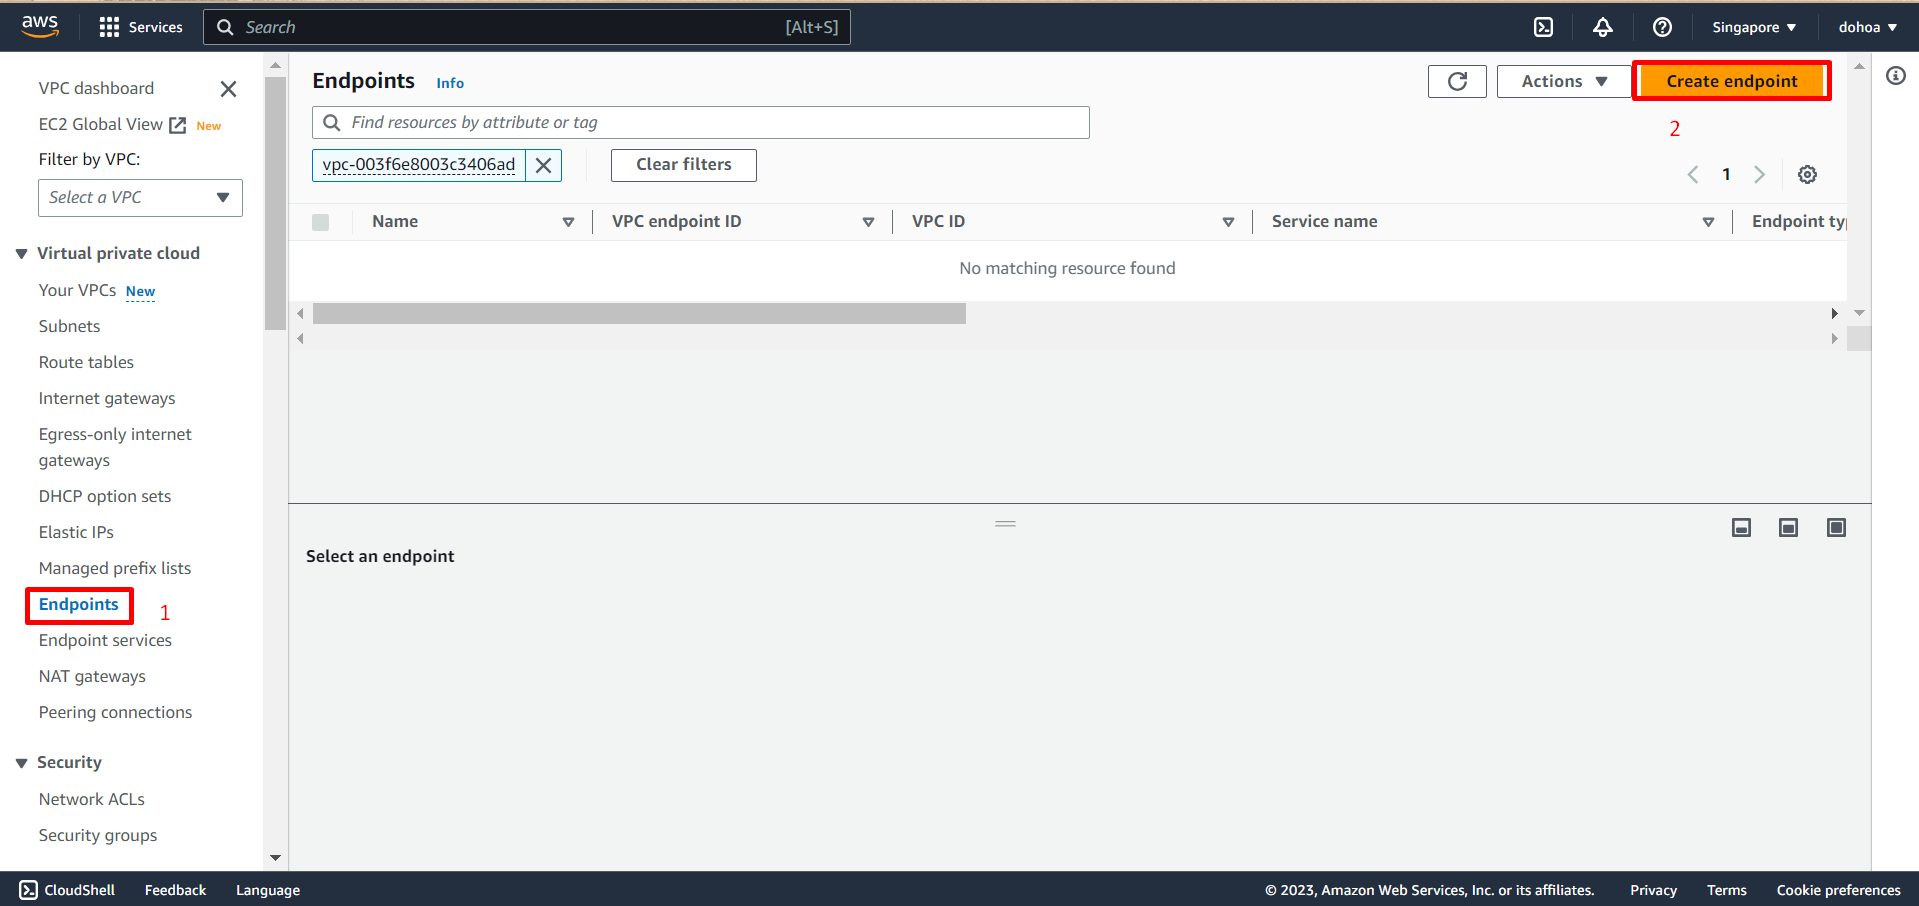 aws Services Search [Alt+S] Singapore dohoa
VPC dashboard
EC2 Global View New
Filter by VPC:
Select a VPC
Virtual private cloud
Your VPCs New
Subnets
Route tables
Internet gateways
Egress-only internet
gateways
DHCP option sets
Elastic IPs
Managed prefix lists
Endpoints 1
Endpoint services
NAT gateways
Peering connections
Security
Network ACLs
Security groups
Endpoints Info Actions Create endpoint
2
Find resources by attribute or tag
vpc-003f6e8003c3406ad Clear filters
1
Name VPC endpoint ID VPC ID Service name Endpoint ty
No matching resource found
Select an endpoint
CloudShell Feedback Language © 2023, Amazon Web Services, Inc. or its affiliates. Privacy Terms Cookie preferences